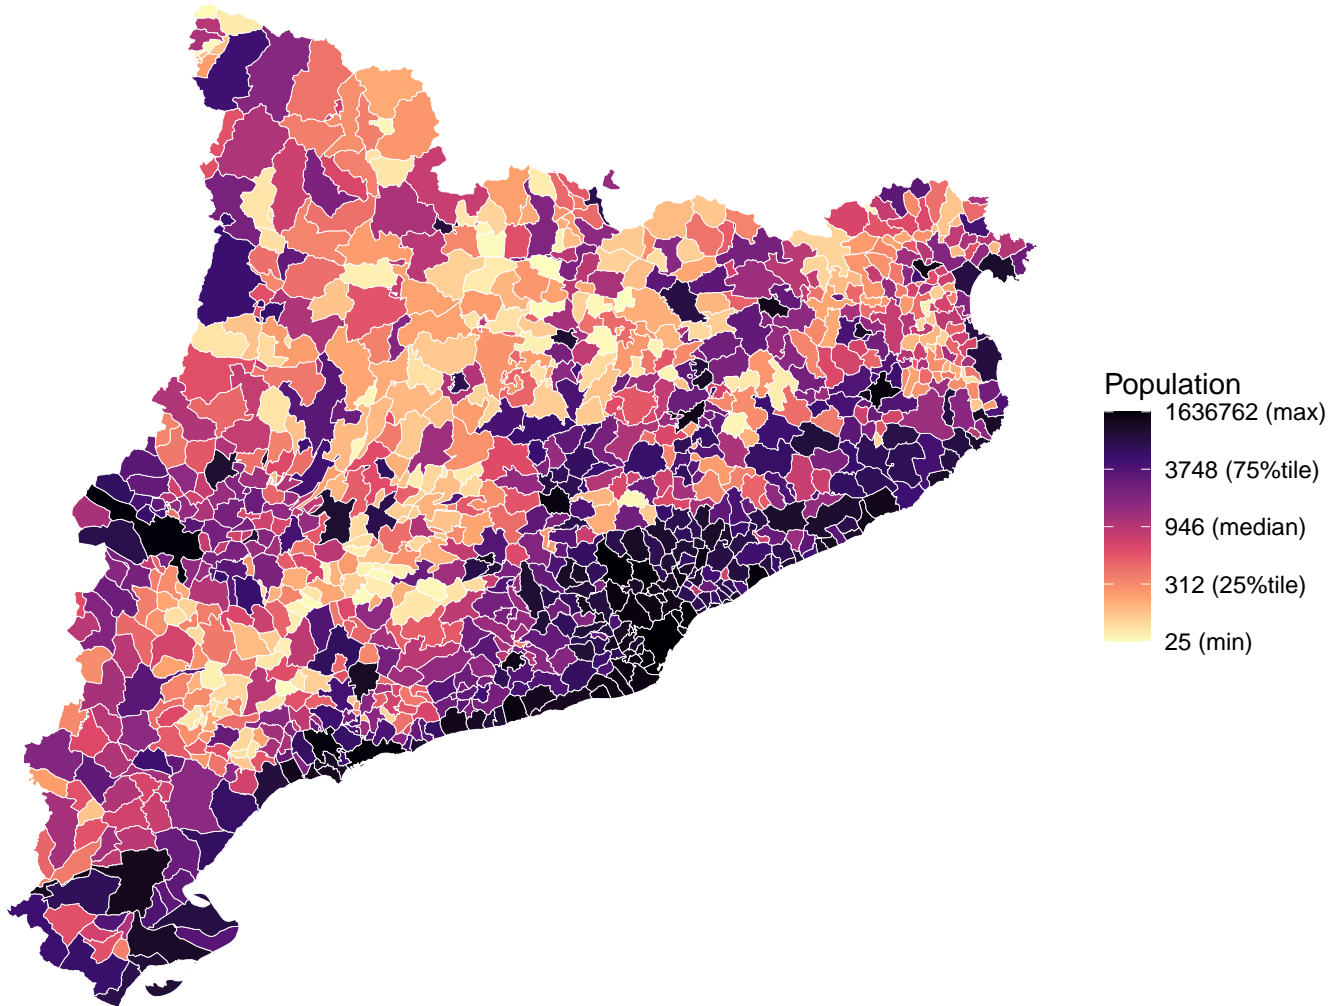 Population
1636762 (max)
3748 (75%tile)
946 (median)
312 (25%tile)
25 (min)